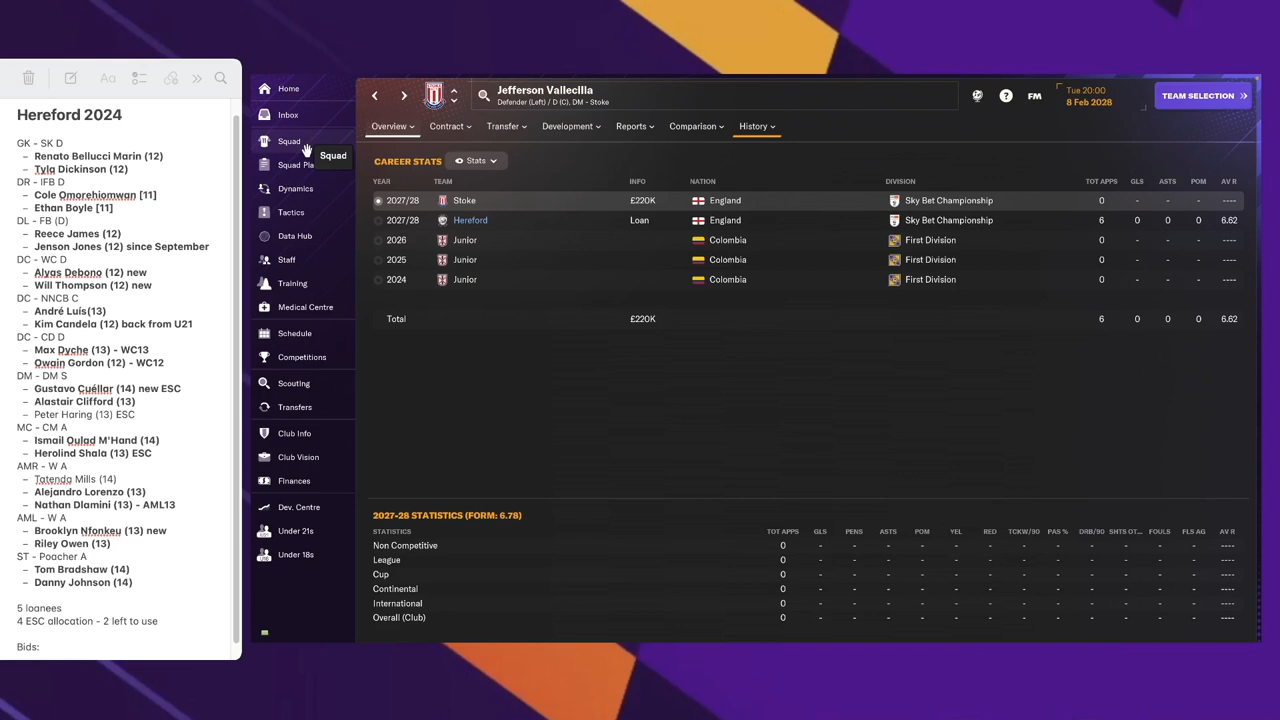 Hereford 2024
GK - SK D
– Renato Bellucci Marin (12)
– Tyla Dickinson (12)
DR - IFB D
– Cole Omorehiomwan [11]
– Ethan Boyle [11]
DL - FB (D)
– Reece James (12)
– Jenson Jones (12) since September
DC - WC D
– Alyas Debono (12) new
– Will Thompson (12) new
DC - NNCB C
– André Luís(13)
– Kim Candela (12) back from U21
DC - CD D
– Max Dyche (13) - WC13
– Owain Gordon (12) - WC12
DM - DM S
– Gustavo Cuéllar (14) new ESC
– Alastair Clifford (13)
– Peter Haring (13) ESC
MC - CM A
– Ismail Oulad M'Hand (14)
– Herolind Shala (13) ESC
AMR - W A
– Tatenda Mills (14)
– Alejandro Lorenzo (13)
– Nathan Dlamini (13) - AML13
AML - W A
– Brooklyn Nfonkeu (13) new
– Riley Owen (13)
ST - Poacher A
– Tom Bradshaw (14)
– Danny Johnson (14)
5 loanees
4 ESC allocation - 2 left to use
Bids:
Aa
Home
Inbox
Squad
Squad
Squad Pla
Dynamics
Tactics
Data Hub
Staff
Training
Medical Centre
Schedule
Competitions
Scouting
Transfers
Club Info
Club Vision
Finances
Dev. Centre
Under 21s
Under 18s
Jefferson Vallecilla
Defender (Left) / D (C), DM - Stoke
FM
Tue 20:00
8 Feb 2028
TEAM SELECTION
Overview Contract Transfer Development Reports Comparison History
CAREER STATS Stats
YEAR TEAM INFO NATION DIVISION TOT APPS GLS ASTS POM AV R
2027/28 Stoke £220K England Sky Bet Championship 0 - - - ----
2027/28 Hereford Loan England Sky Bet Championship 6 0 0 0 6.62
2026 Junior Colombia First Division 0 - - - ----
2025 Junior Colombia First Division 0 - - - ----
2024 Junior Colombia First Division 0 - - - ----
Total £220K 6 0 0 0 6.62
2027-28 STATISTICS (FORM: 6.78)
STATISTICS TOT APPS GLS PENS ASTS POM YEL RED TCKW/90 PAS % DRB/90 SHTS OT... FOULS FLS AG AV R
Non Competitive 0 - - - - - - - - - - - - ----
League 0 - - - - - - - - - - - - ----
Cup 0 - - - - - - - - - - - - ----
Continental 0 - - - - - - - - - - - - ----
International 0 - - - - - - - - - - - - ----
Overall (Club) 0 - - - - - - - - - - - - ----